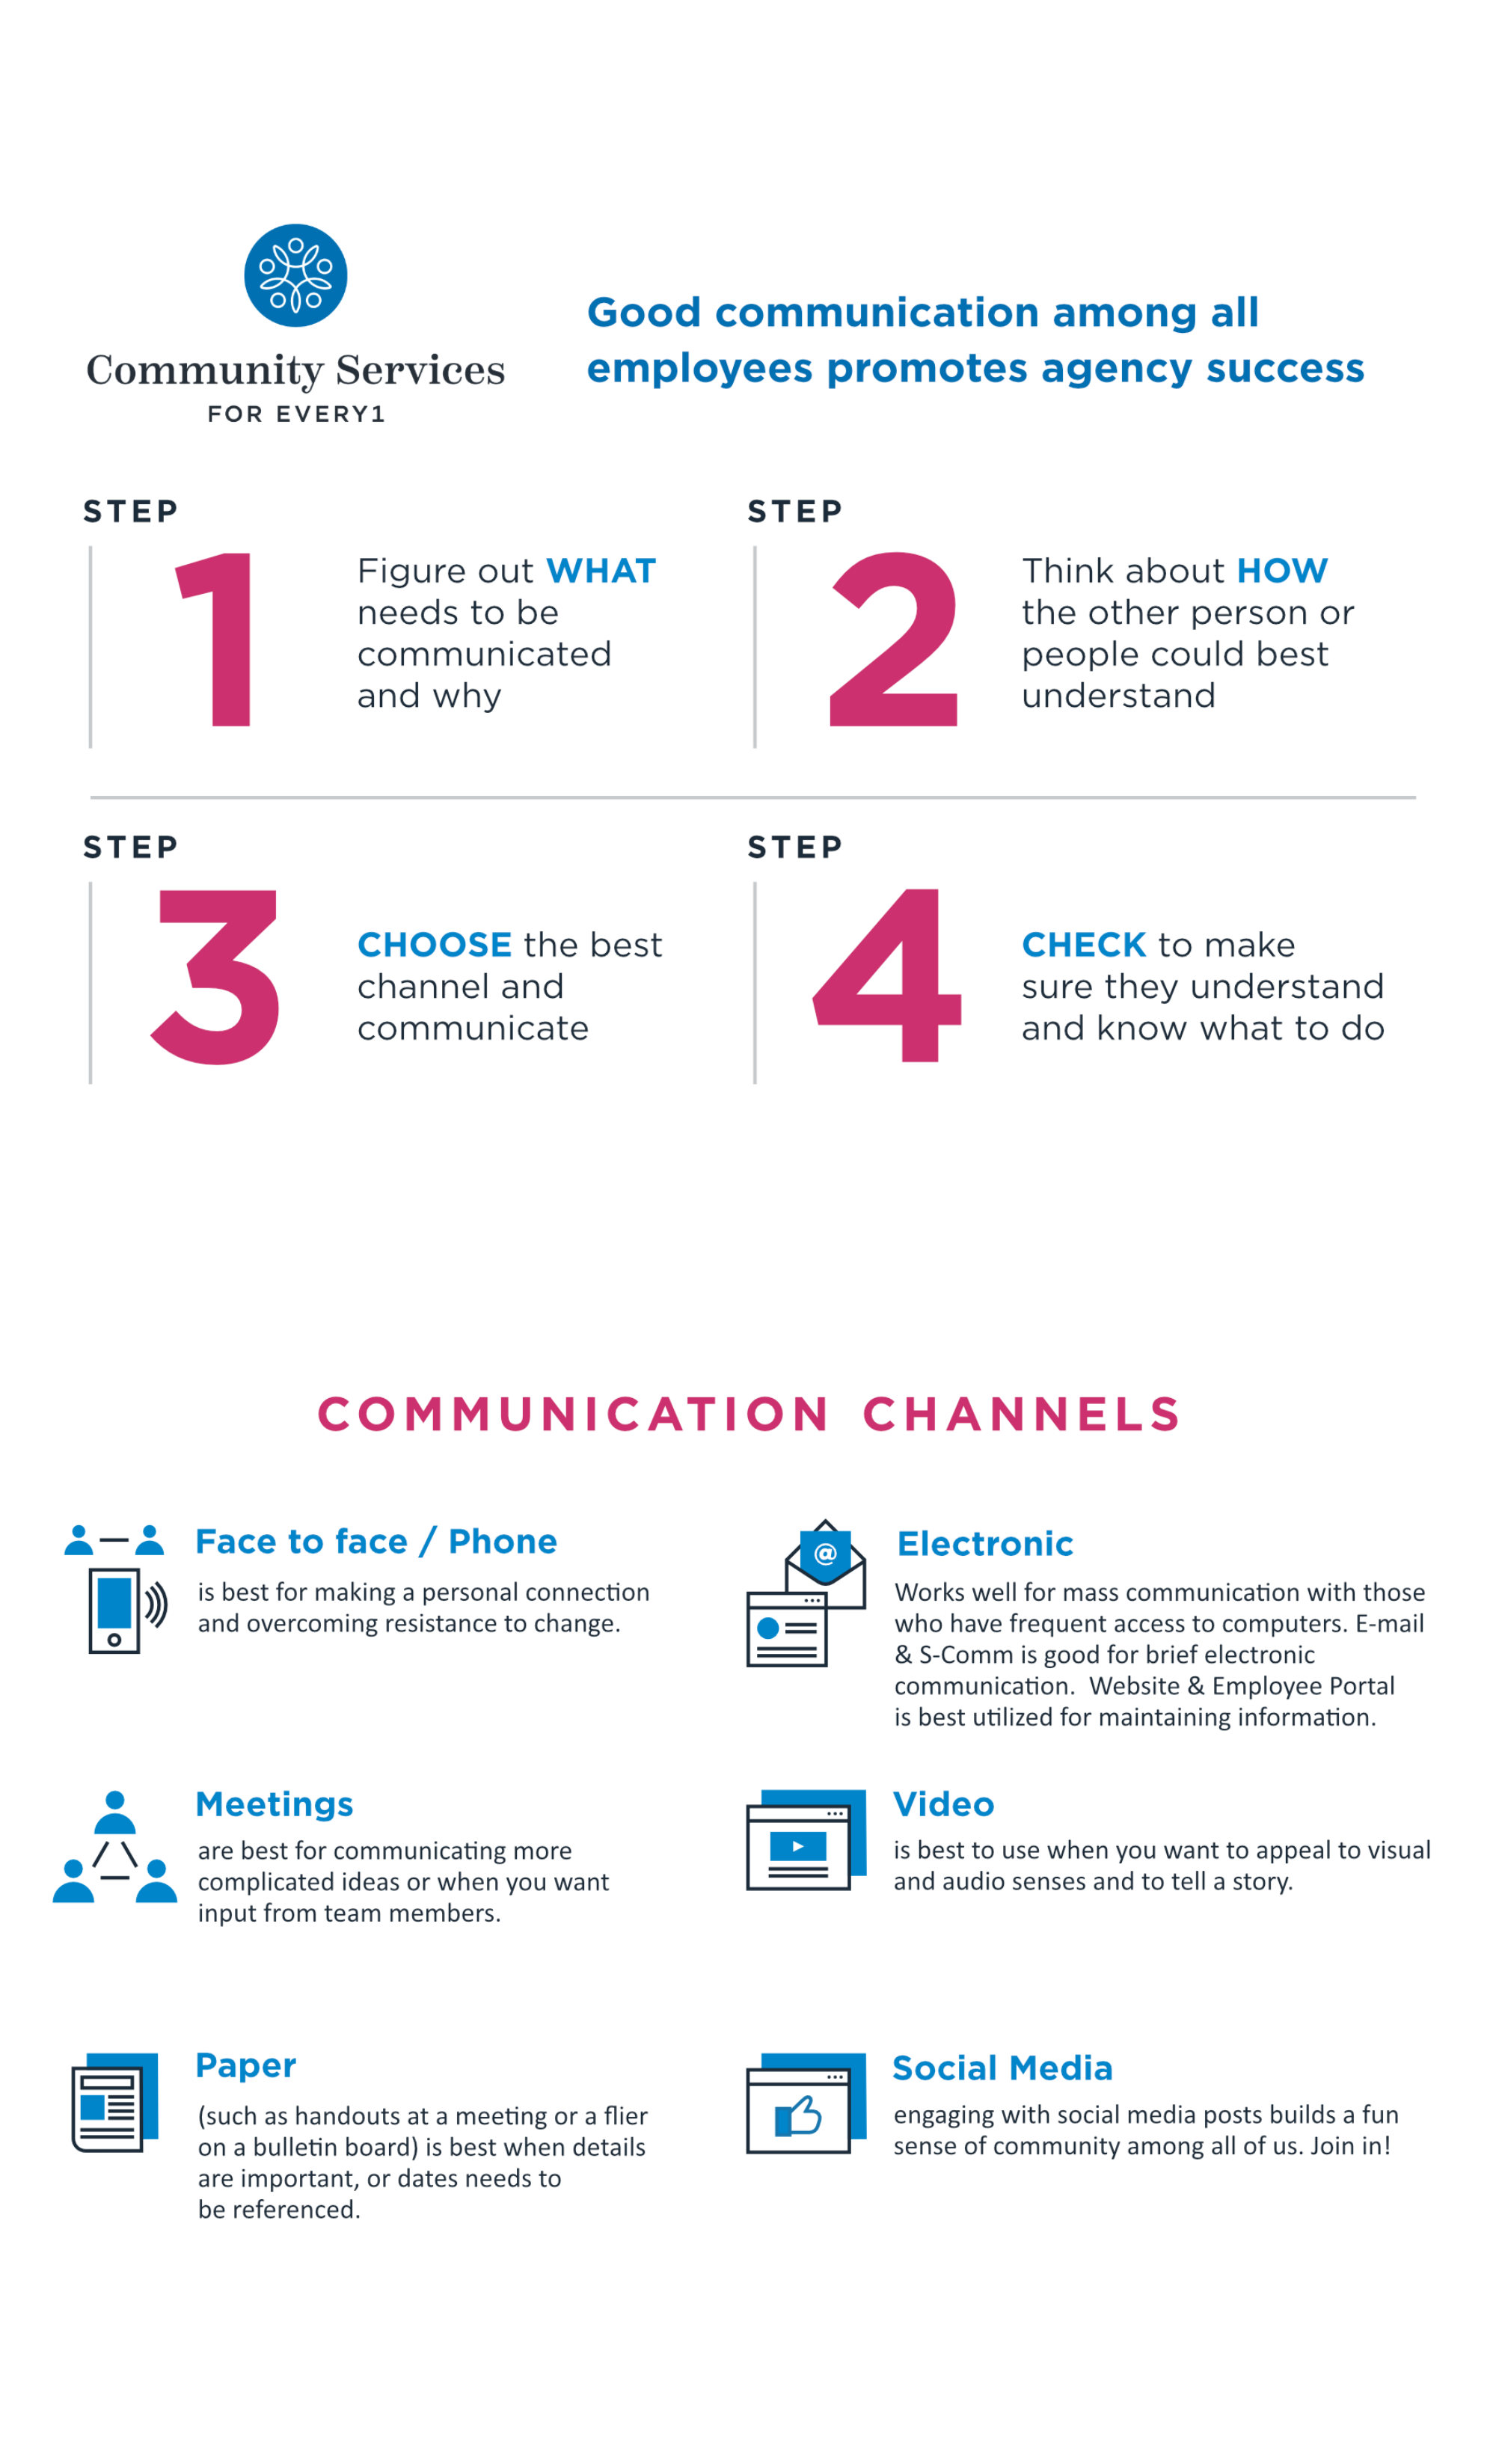 Community Services
FOR EVERY1
Good communication among all
employees promotes agency success
STEP
1
Figure out WHAT
needs to be
communicated
and why
STEP
2
Think about HOW
the other person or
people could best
understand
STEP
3
CHOOSE the best
channel and
communicate
STEP
4
CHECK to make
sure they understand
and know what to do
COMMUNICATION CHANNELS
Face to face / Phone
is best for making a personal connection
and overcoming resistance to change.
@
Electronic
Works well for mass communication with those
who have frequent access to computers. E-mail
& S-Comm is good for brief electronic
communication.  Website & Employee Portal
is best utilized for maintaining information.
Meetings
are best for communicating more
complicated ideas or when you want
input from team members.
Video
is best to use when you want to appeal to visual
and audio senses and to tell a story.
Paper
(such as handouts at a meeting or a flier
on a bulletin board) is best when details
are important, or dates needs to
be referenced.
Social Media
engaging with social media posts builds a fun
sense of community among all of us. Join in!